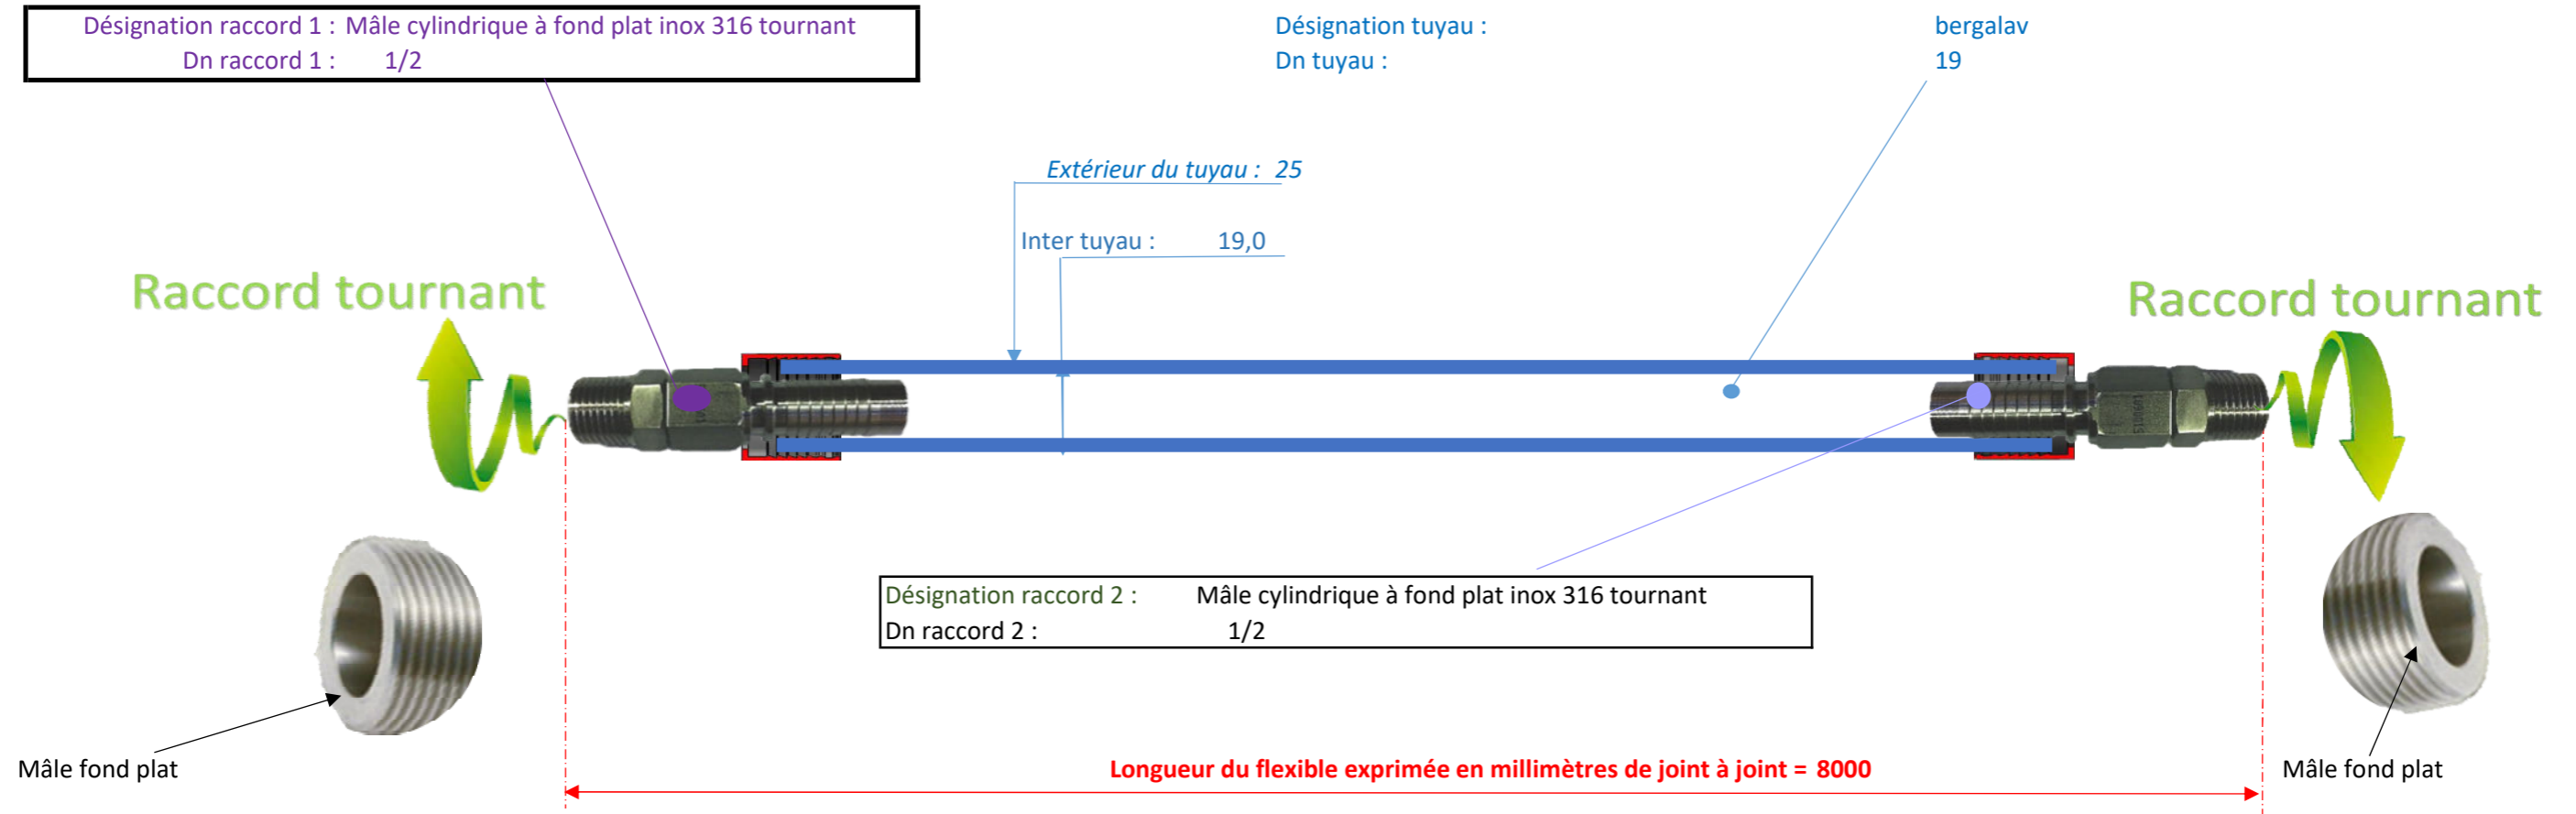 Désignation raccord 1 : Mâle cylindrique à fond plat inox 316 tournant
Dn raccord 1 : 1/2
Désignation tuyau : bergalav
Dn tuyau : 19
Extérieur du tuyau : 25
Inter tuyau : 19,0
Raccord tournant
Raccord tournant
Désignation raccord 2 : Mâle cylindrique à fond plat inox 316 tournant
Dn raccord 2 : 1/2
Mâle fond plat
Longueur du flexible exprimée en millimètres de joint à joint = 8000
Mâle fond plat